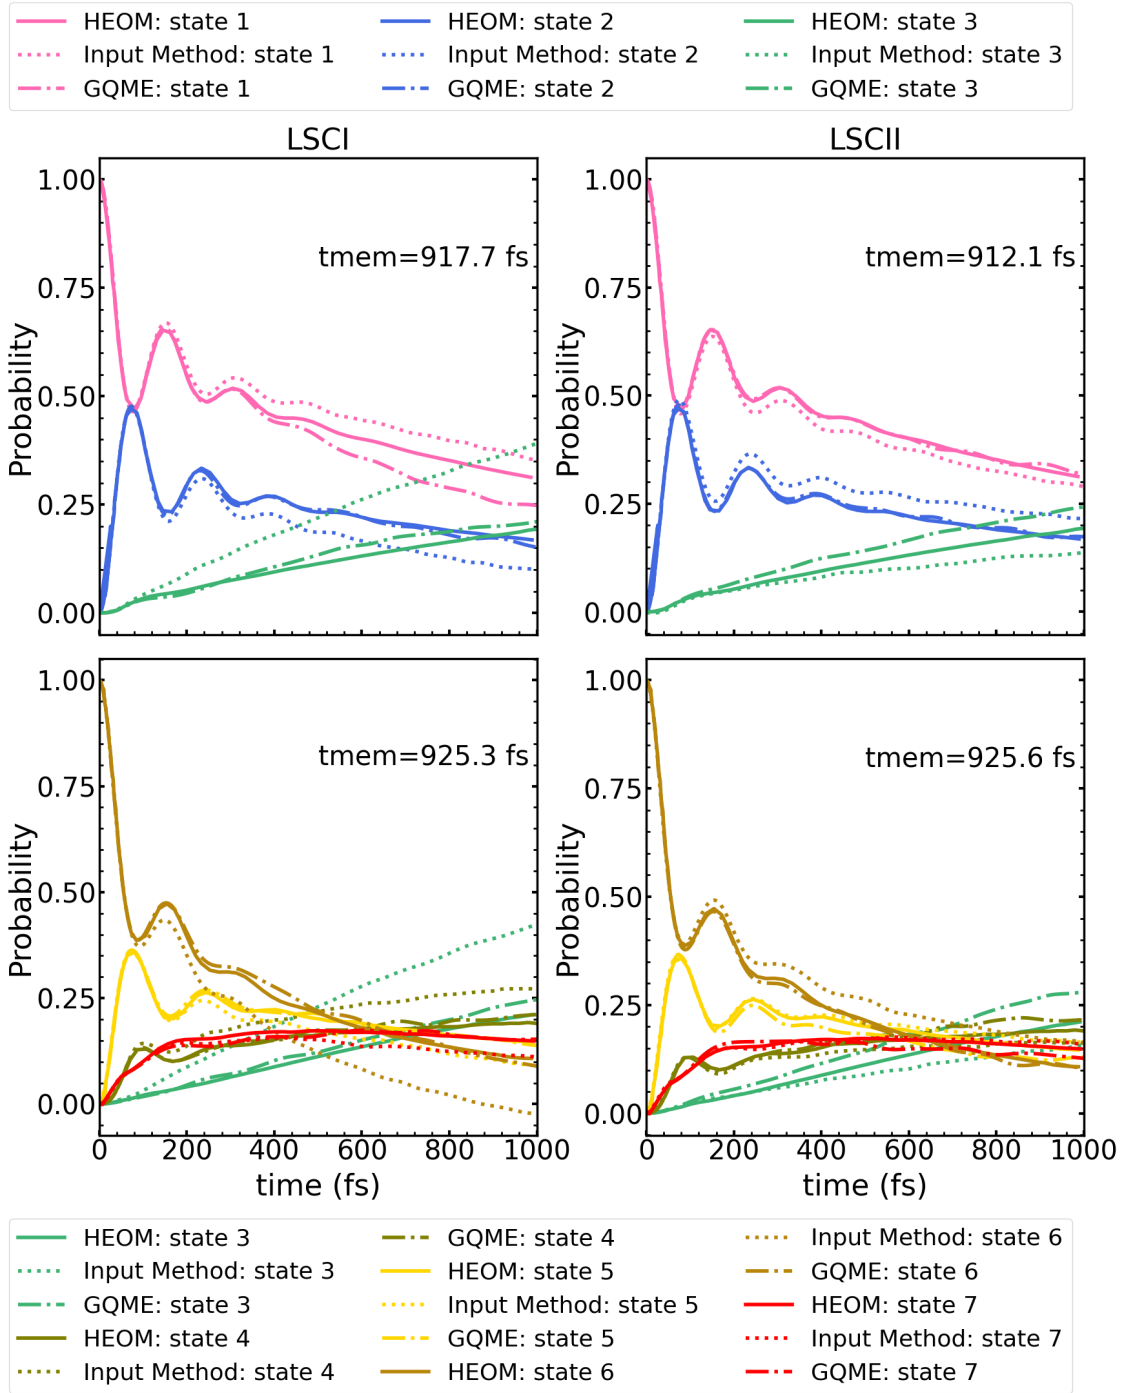 HEOM: state 1 HEOM: state 2 HEOM: state 3
Input Method: state 1 Input Method: state 2 Input Method: state 3
GQME: state 1 GQME: state 2 GQME: state 3
LSCI LSCII
1.00 1.00
tmem=917.7 fs tmem=912.1 fs
0.75 0.75
0.50 0.50
Probability Probability
0.25 0.25
0.00 0.00
1.00 1.00
tmem=925.3 fs tmem=925.6 fs
0.75 0.75
0.50 0.50
Probability Probability
0.25 0.25
0.00 0.00
0 200 400 600 800 1000 0 200 400 600 800 1000
time (fs) time (fs)
HEOM: state 3 GQME: state 4 Input Method: state 6
Input Method: state 3 HEOM: state 5 GQME: state 6
GQME: state 3 Input Method: state 5 HEOM: state 7
HEOM: state 4 GQME: state 5 Input Method: state 7
Input Method: state 4 HEOM: state 6 GQME: state 7